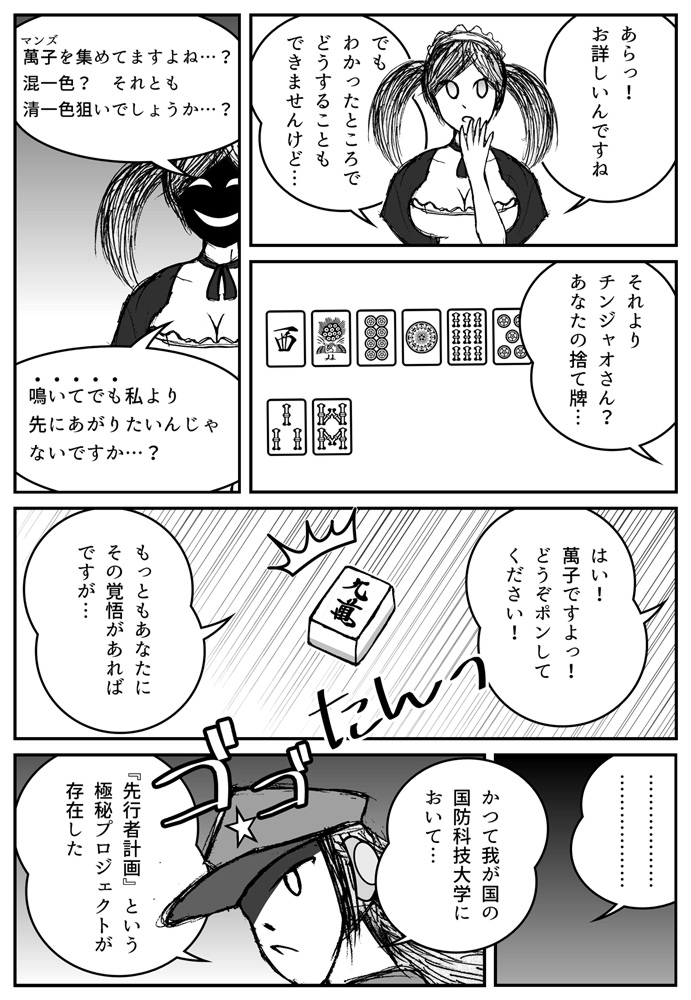 あらっ！
お詳しいんですね
でも
わかったところで
どうすることも
できませんけど…
それより
チンジャオさん？
あなたの捨て牌…
西
マンズ
萬子を集めてますよね…？
混一色？　それとも
清一色狙いでしょうか…？
鳴いてでも私より
先にあがりたいんじゃ
ないですか…？
はい！
萬子ですよっ！
どうぞポンして
ください！
九萬
たんっ
もっともあなたに
その覚悟があれば
ですが…
………………
………………
かつて我が国の
国防科技大学に
おいて…
ゴゴ
『先行者計画』という
極秘プロジェクトが
存在した